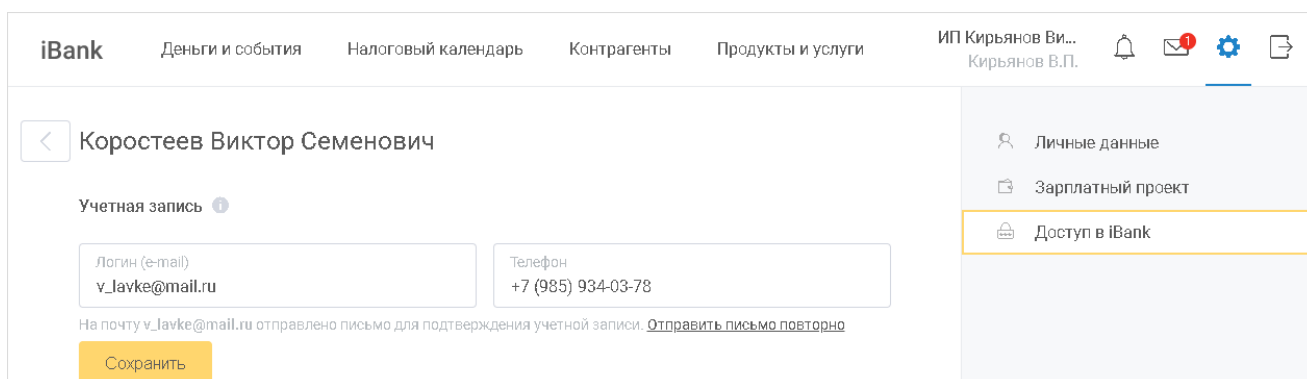 iBank Деньги и события Налоговый календарь Контрагенты Продукты и услуги ИП Кирьянов Ви... 1
Кирьянов В.П.
Коростеев Виктор Семенович
Личные данные
Зарплатный проект
Учетная запись
Доступ в iBank
Логин (e-mail) Телефон
v_lavke@mail.ru +7 (985) 934-03-78
На почту v_lavke@mail.ru отправлено письмо для подтверждения учетной записи. Отправить письмо повторно
Сохранить